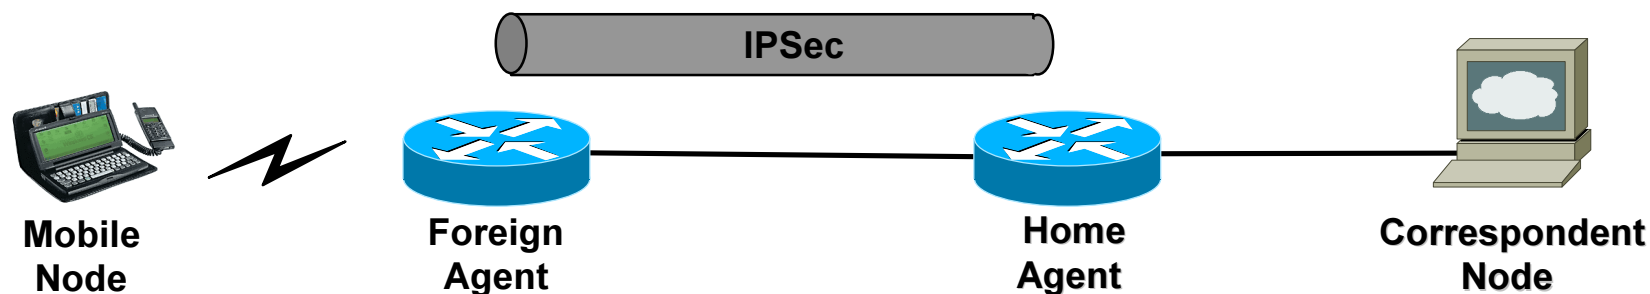 IPSec
Mobile
Node
Foreign
Agent
Home
Agent
Correspondent
Node